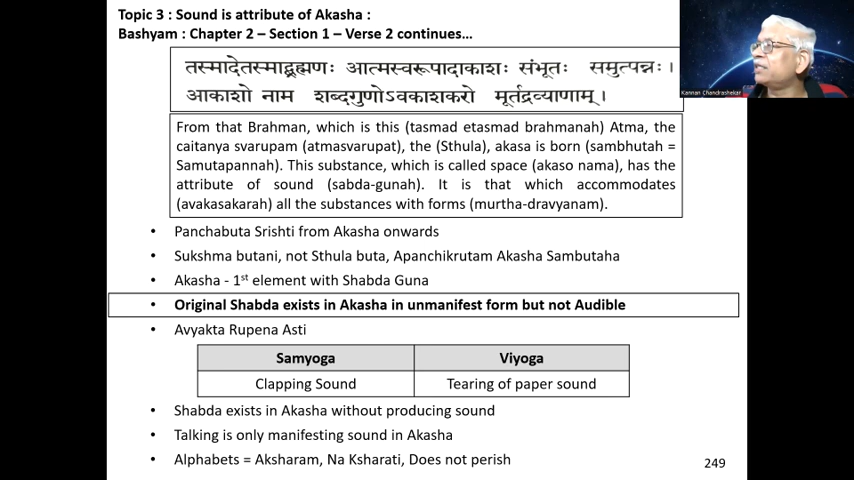 Topic 3 : Sound is attribute of Akasha :
Bashyam : Chapter 2 – Section 1 – Verse 2 continues…
तस्मादेतस्माद्ब्रह्मणः आत्मस्वरूपादाकाशः संभूतः समुत्पन्नः ।
आकाशो नाम शब्दगुणोऽवकाशकरो मूर्तद्रव्याणाम् ।
From that Brahman, which is this (tasmad etasmad brahmanah) Atma, the
caitanya svarupam (atmasvarupat), the (Sthula), akasa is born (sambhutah =
Samutapannah). This substance, which is called space (akaso nama), has the
attribute of sound (sabda-gunah). It is that which accommodates
(avakasakarah) all the substances with forms (murtha-dravyanam).
• Panchabuta Srishti from Akasha onwards
• Sukshma butani, not Sthula buta, Apanchikrutam Akasha Sambutaha
• Akasha - 1st element with Shabda Guna
• Original Shabda exists in Akasha in unmanifest form but not Audible
• Avyakta Rupena Asti
Samyoga Viyoga
Clapping Sound Tearing of paper sound
• Shabda exists in Akasha without producing sound
• Talking is only manifesting sound in Akasha
• Alphabets = Aksharam, Na Ksharati, Does not perish
249
Kannan Chandrashekar